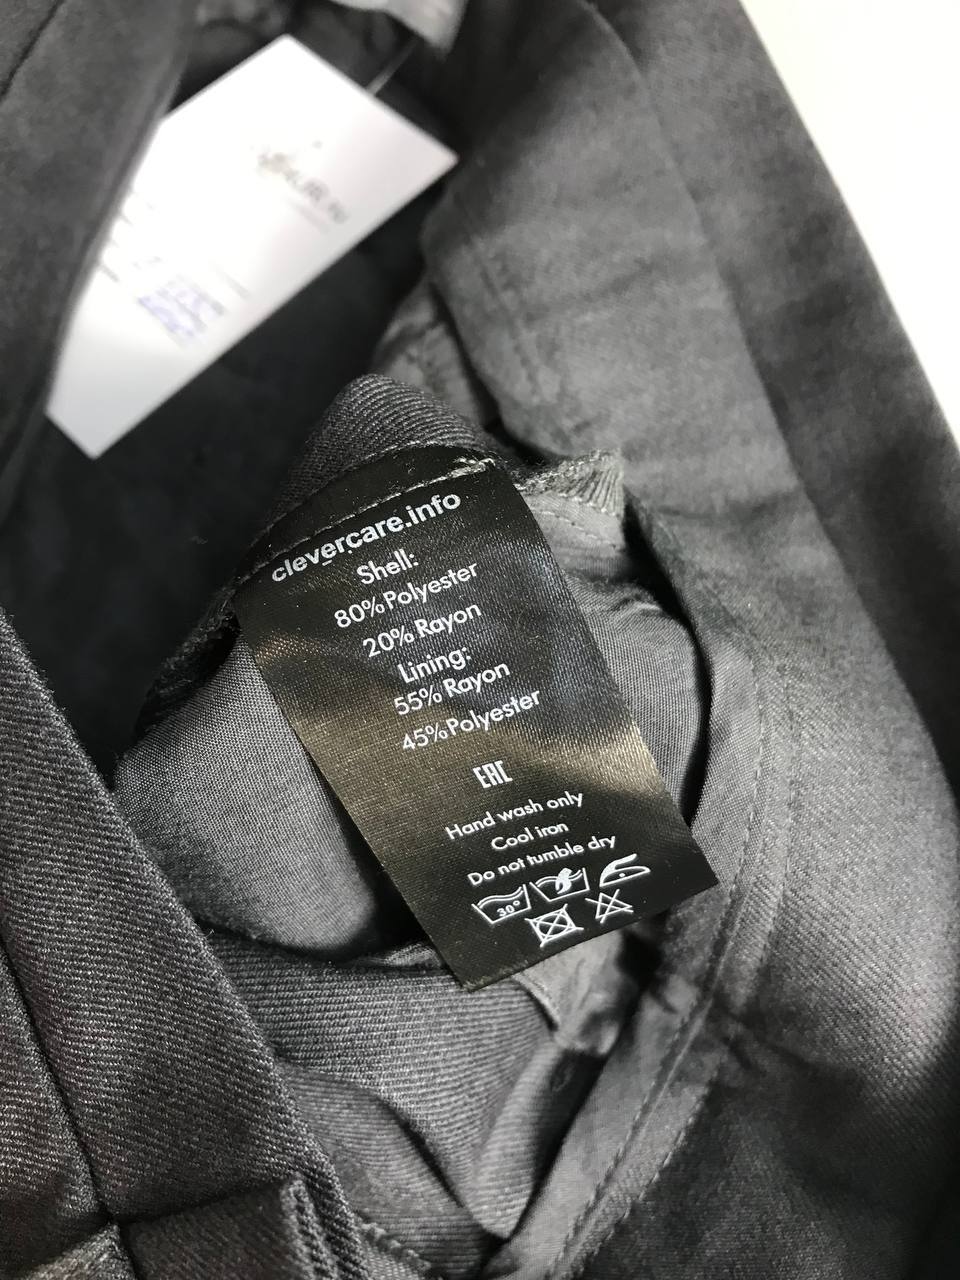 clevercare.info
Shell:
80%Polyester
20% Rayon
Lining:
55% Rayon
45%Polyester
EAC
Hand wash only
Cool iron
Do not tumble dry
30°